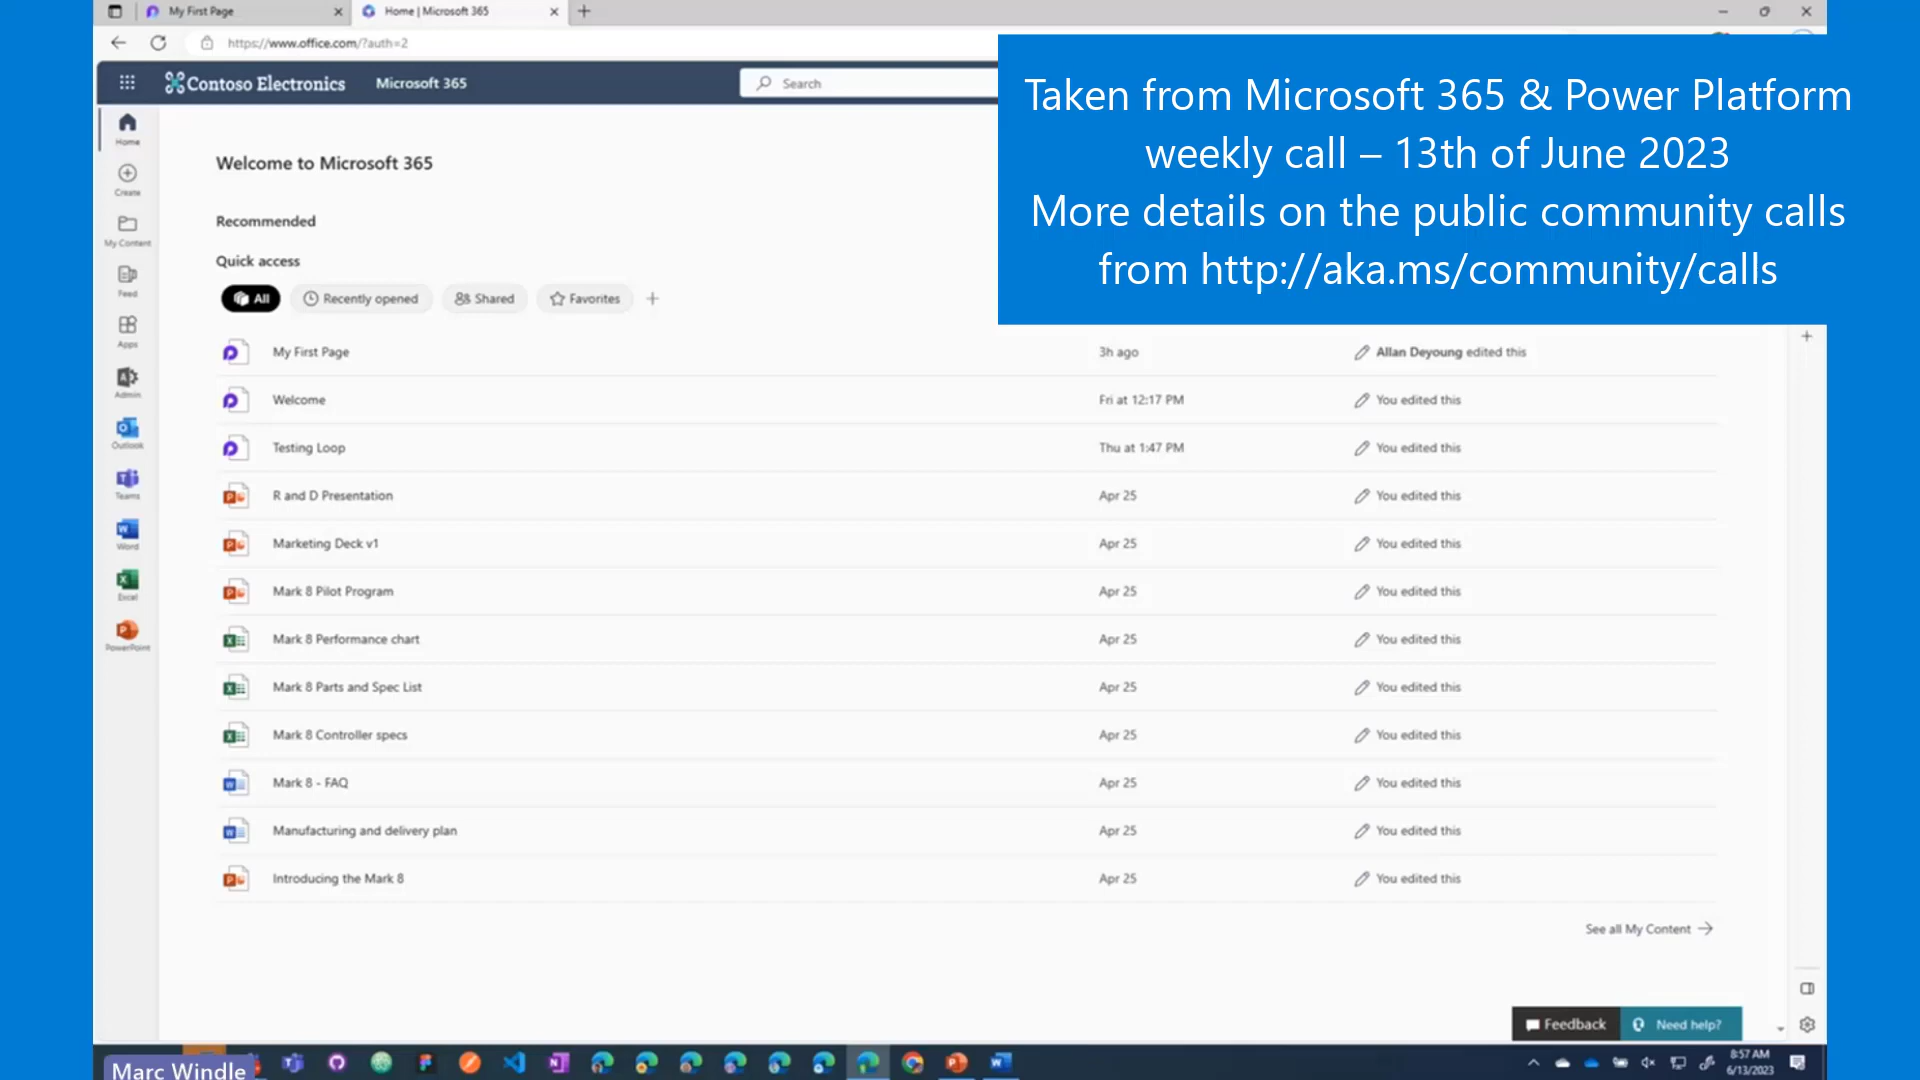 My First Page
Home | Microsoft 365
https://www.office.com/?auth=2
Contoso Electronics
Microsoft 365
Search
Taken from Microsoft 365 & Power Platform
weekly call – 13th of June 2023
More details on the public community calls
from http://aka.ms/community/calls
Home
Create
My Content
Feed
Apps
Admin
Outlook
Teams
Word
Excel
PowerPoint
Welcome to Microsoft 365
Recommended
Quick access
All
Recently opened
Shared
Favorites
My First Page 3h ago Allan Deyoung edited this
Welcome Fri at 12:17 PM You edited this
Testing Loop Thu at 1:47 PM You edited this
R and D Presentation Apr 25 You edited this
Marketing Deck v1 Apr 25 You edited this
Mark 8 Pilot Program Apr 25 You edited this
Mark 8 Performance chart Apr 25 You edited this
Mark 8 Parts and Spec List Apr 25 You edited this
Mark 8 Controller specs Apr 25 You edited this
Mark 8 - FAQ Apr 25 You edited this
Manufacturing and delivery plan Apr 25 You edited this
Introducing the Mark 8 Apr 25 You edited this
See all My Content
Feedback
Need help?
Marc Windle
8:57 AM
6/13/2023